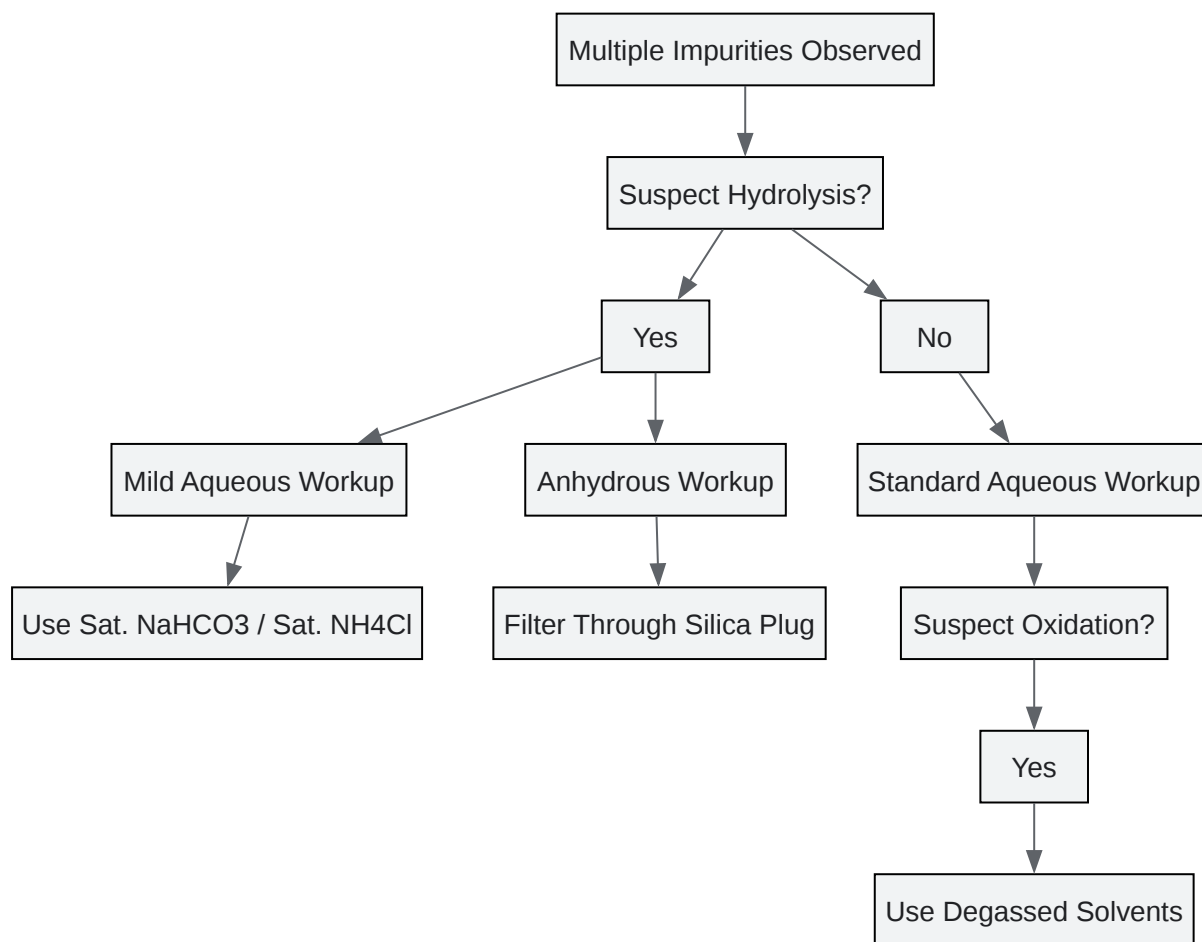 Multiple Impurities Observed
Suspect Hydrolysis?
Yes
No
Mild Aqueous Workup
Anhydrous Workup
Standard Aqueous Workup
Use Sat. NaHCO3 / Sat. NH4Cl
Filter Through Silica Plug
Suspect Oxidation?
Yes
Use Degassed Solvents